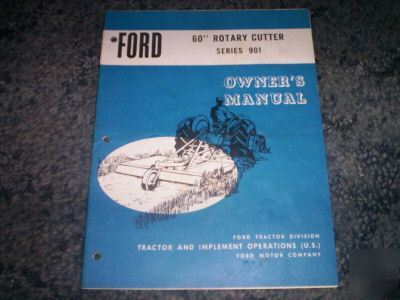 FORD
60" ROTARY CUTTER
SERIES 901
OWNER'S
MANUAL
FORD TRACTOR DIVISION
TRACTOR AND IMPLEMENT OPERATIONS (U.S.)
FORD MOTOR COMPANY